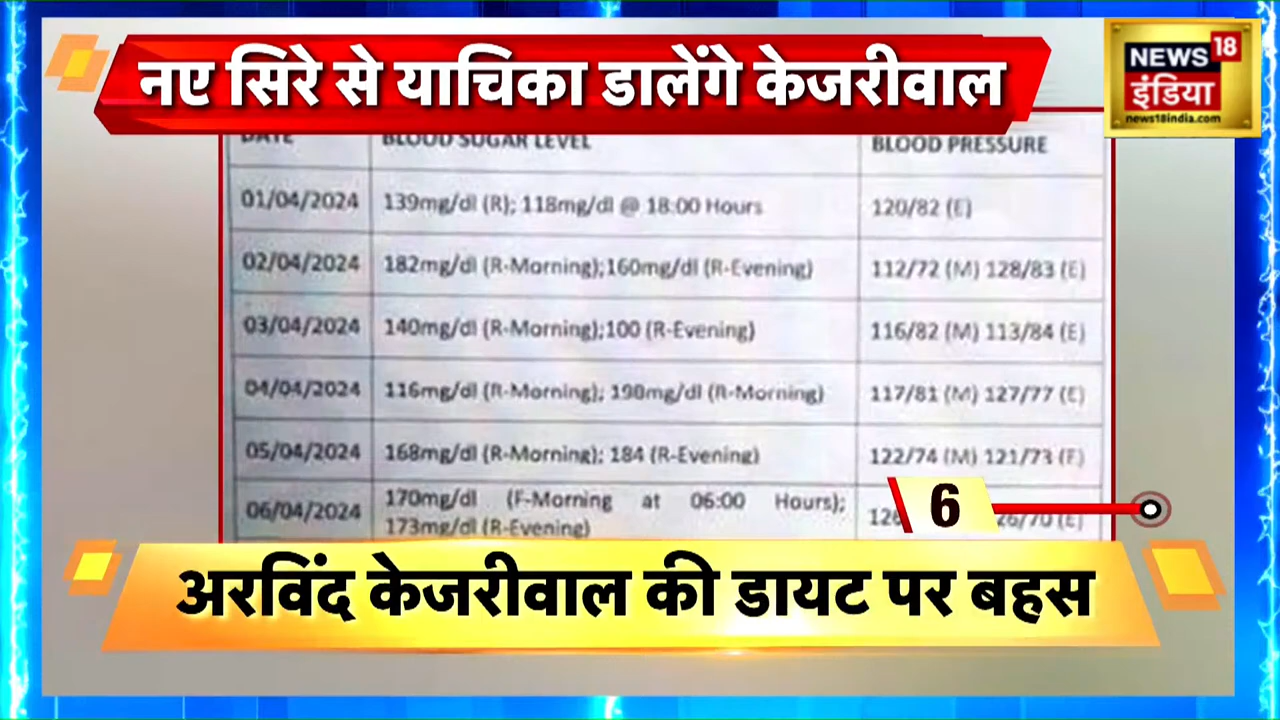 नए सिरे से याचिका डालेंगे केजरीवाल
NEWS 18
इंडिया
news18india.com
DATE BLOOD SUGAR LEVEL BLOOD PRESSURE
01/04/2024 139mg/dl (R); 118mg/dl @ 18:00 Hours 120/82 (E)
02/04/2024 182mg/dl (R-Morning);160mg/dl (R-Evening) 112/72 (M) 128/83 (E)
03/04/2024 140mg/dl (R-Morning);100 (R-Evening) 116/82 (M) 113/84 (E)
04/04/2024 116mg/dl (R-Morning); 190mg/dl (R-Morning) 117/81 (M) 127/77 (E)
05/04/2024 168mg/dl (R-Morning); 184 (R-Evening) 122/74 (M) 121/73 (E)
06/04/2024 170mg/dl (F-Morning at 06:00 Hours);
173mg/dl (R-Evening)
6
अरविंद केजरीवाल की डायट पर बहस